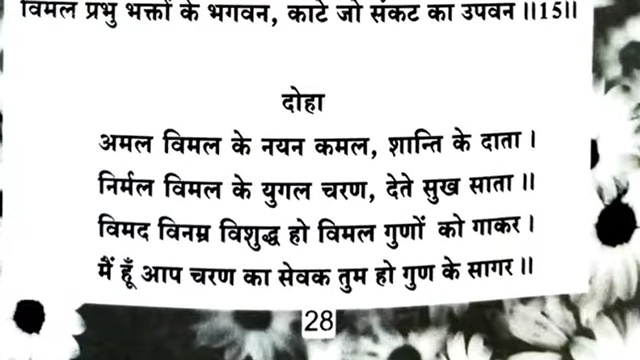 विमल प्रभु भक्तों के भगवन, काटे जो संकट का उपवन ॥15॥
दोहा
अमल विमल के नयन कमल, शान्ति के दाता ।
निर्मल विमल के युगल चरण, देते सुख साता ॥
विमद विनम्र विशुद्ध हो विमल गुणों को गाकर ।
मैं हूँ आप चरण का सेवक तुम हो गुण के सागर ॥
28